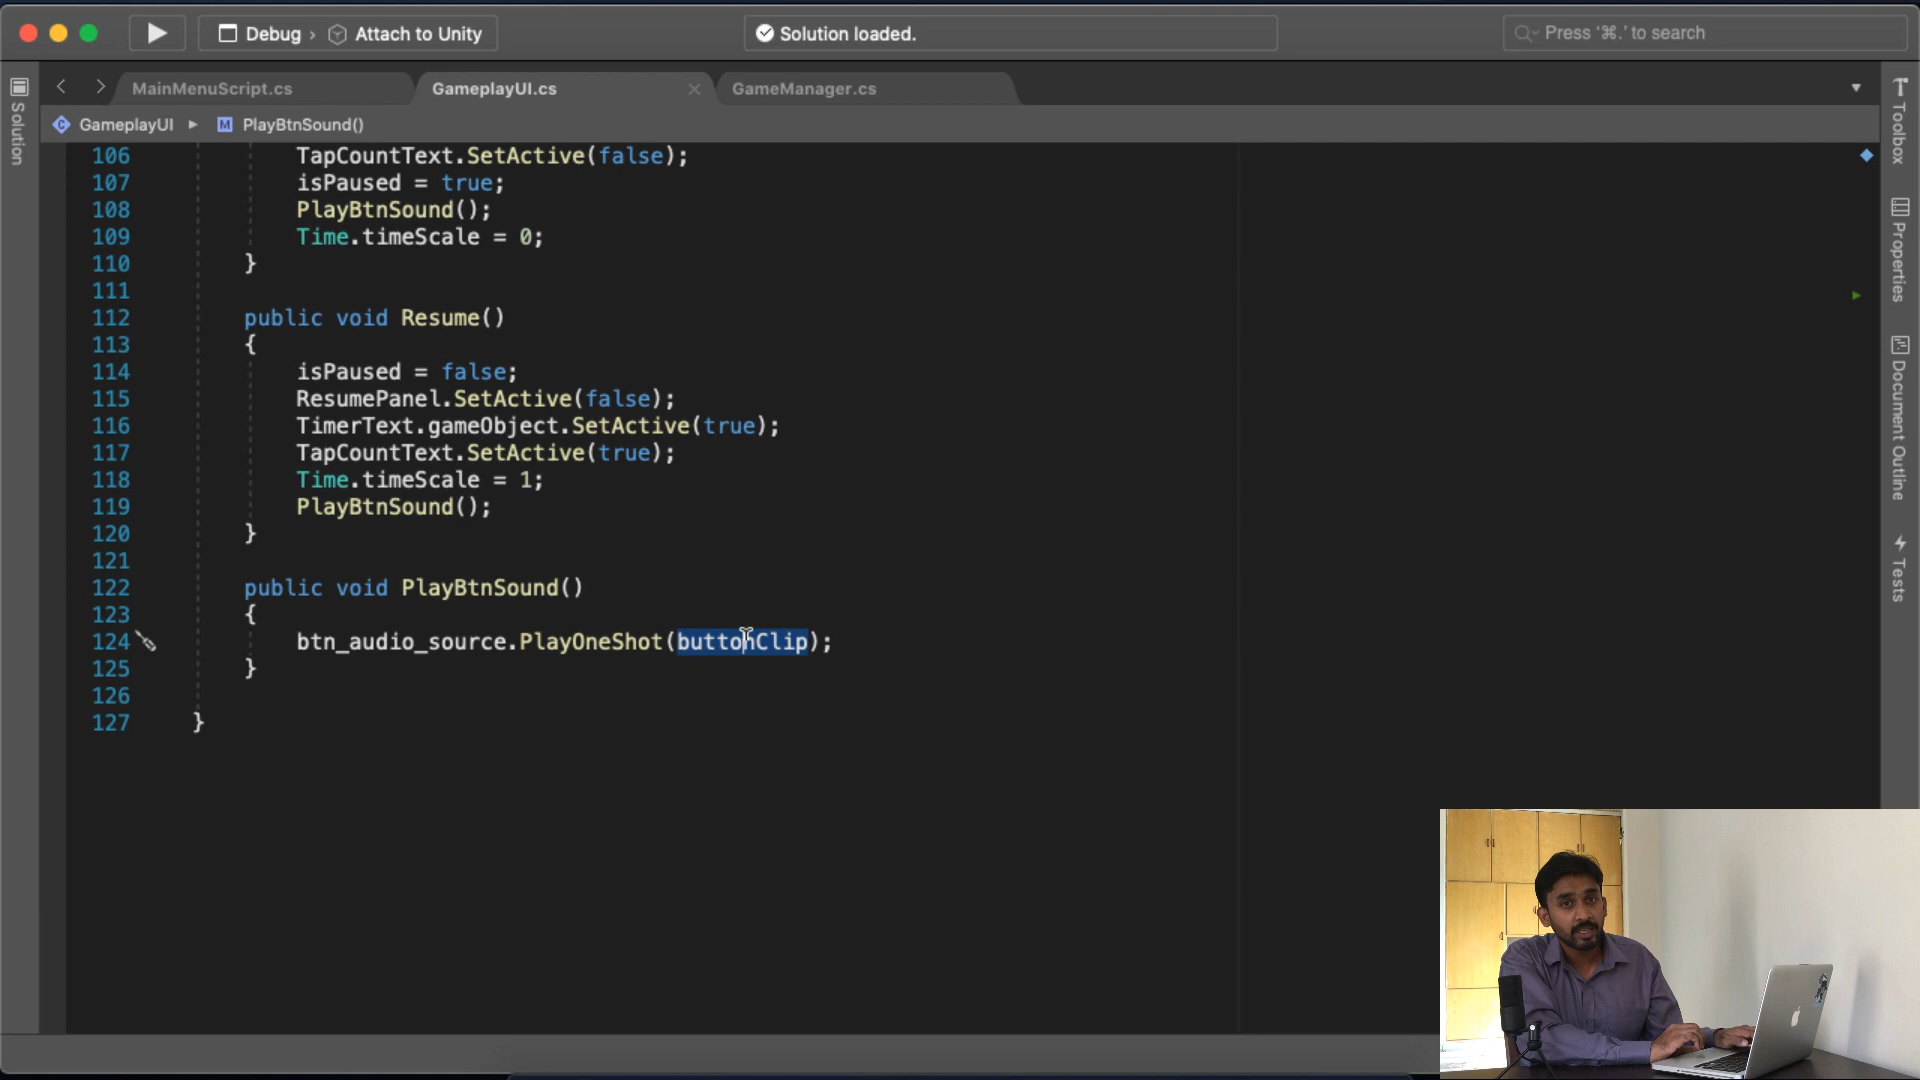 Debug › Attach to Unity
Solution loaded.
Press '⌘.' to search
Solution
MainMenuScript.cs
GameplayUI.cs
GameManager.cs
GameplayUI ▸ M PlayBtnSound()
106 TapCountText.SetActive(false);
107 isPaused = true;
108 PlayBtnSound();
109 Time.timeScale = 0;
110 }
111
112 public void Resume()
113 {
114 isPaused = false;
115 ResumePanel.SetActive(false);
116 TimerText.gameObject.SetActive(true);
117 TapCountText.SetActive(true);
118 Time.timeScale = 1;
119 PlayBtnSound();
120 }
121
122 public void PlayBtnSound()
123 {
124 btn_audio_source.PlayOneShot(buttonClip);
125 }
126
127 }
Toolbox
Properties
Document Outline
Tests